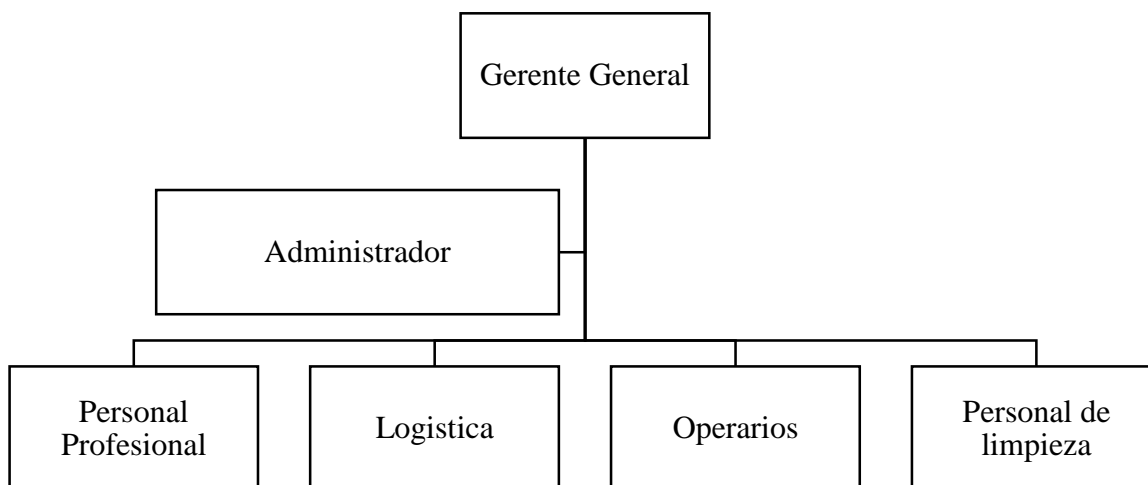 Gerente General
Administrador
Personal
Profesional
Logistica
Operarios
Personal de
limpieza